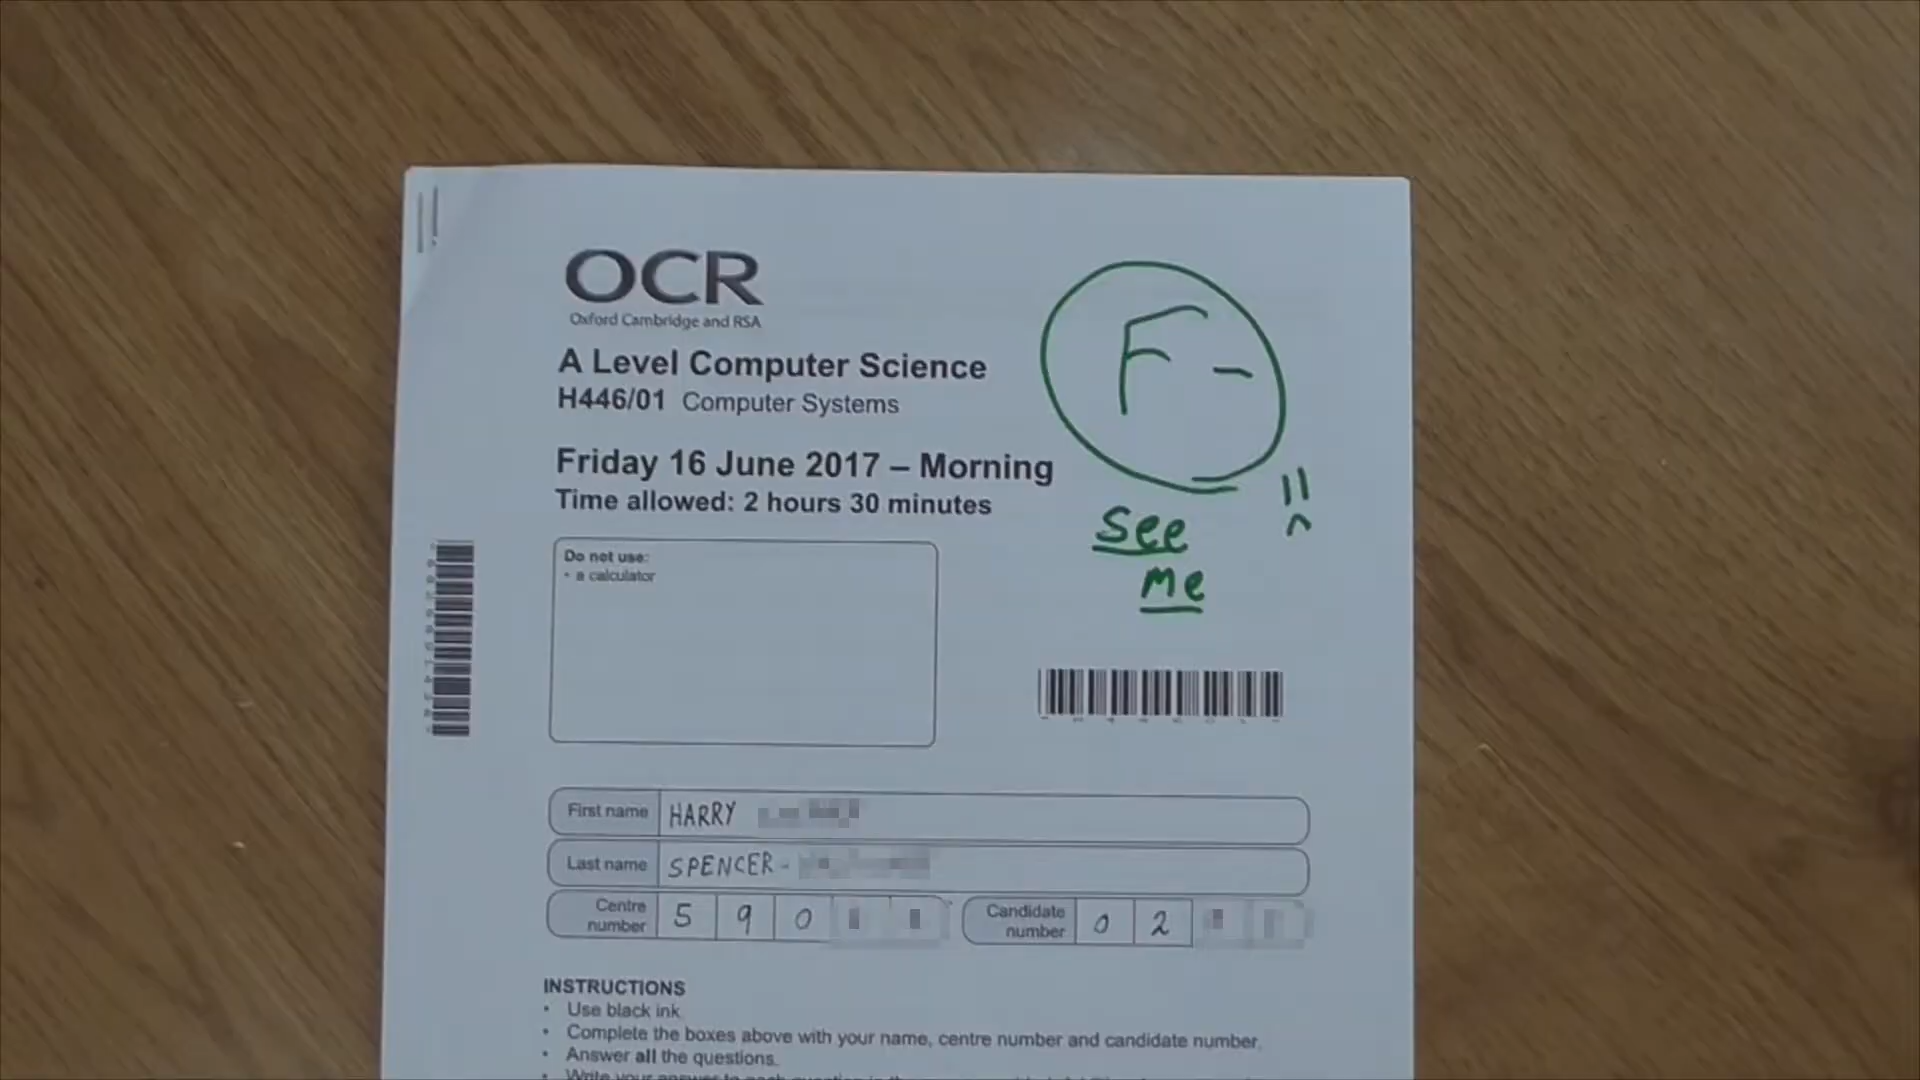 OCR
Oxford Cambridge and RSA
A Level Computer Science
H446/01 Computer Systems
Friday 16 June 2017 – Morning
Time allowed: 2 hours 30 minutes
F -
See
Me
Do not use:
• a calculator
First name HARRY
Last name SPENCER-
Centre number 5 9 0
Candidate number 0 2
INSTRUCTIONS
• Use black ink.
• Complete the boxes above with your name, centre number and candidate number.
• Answer all the questions.